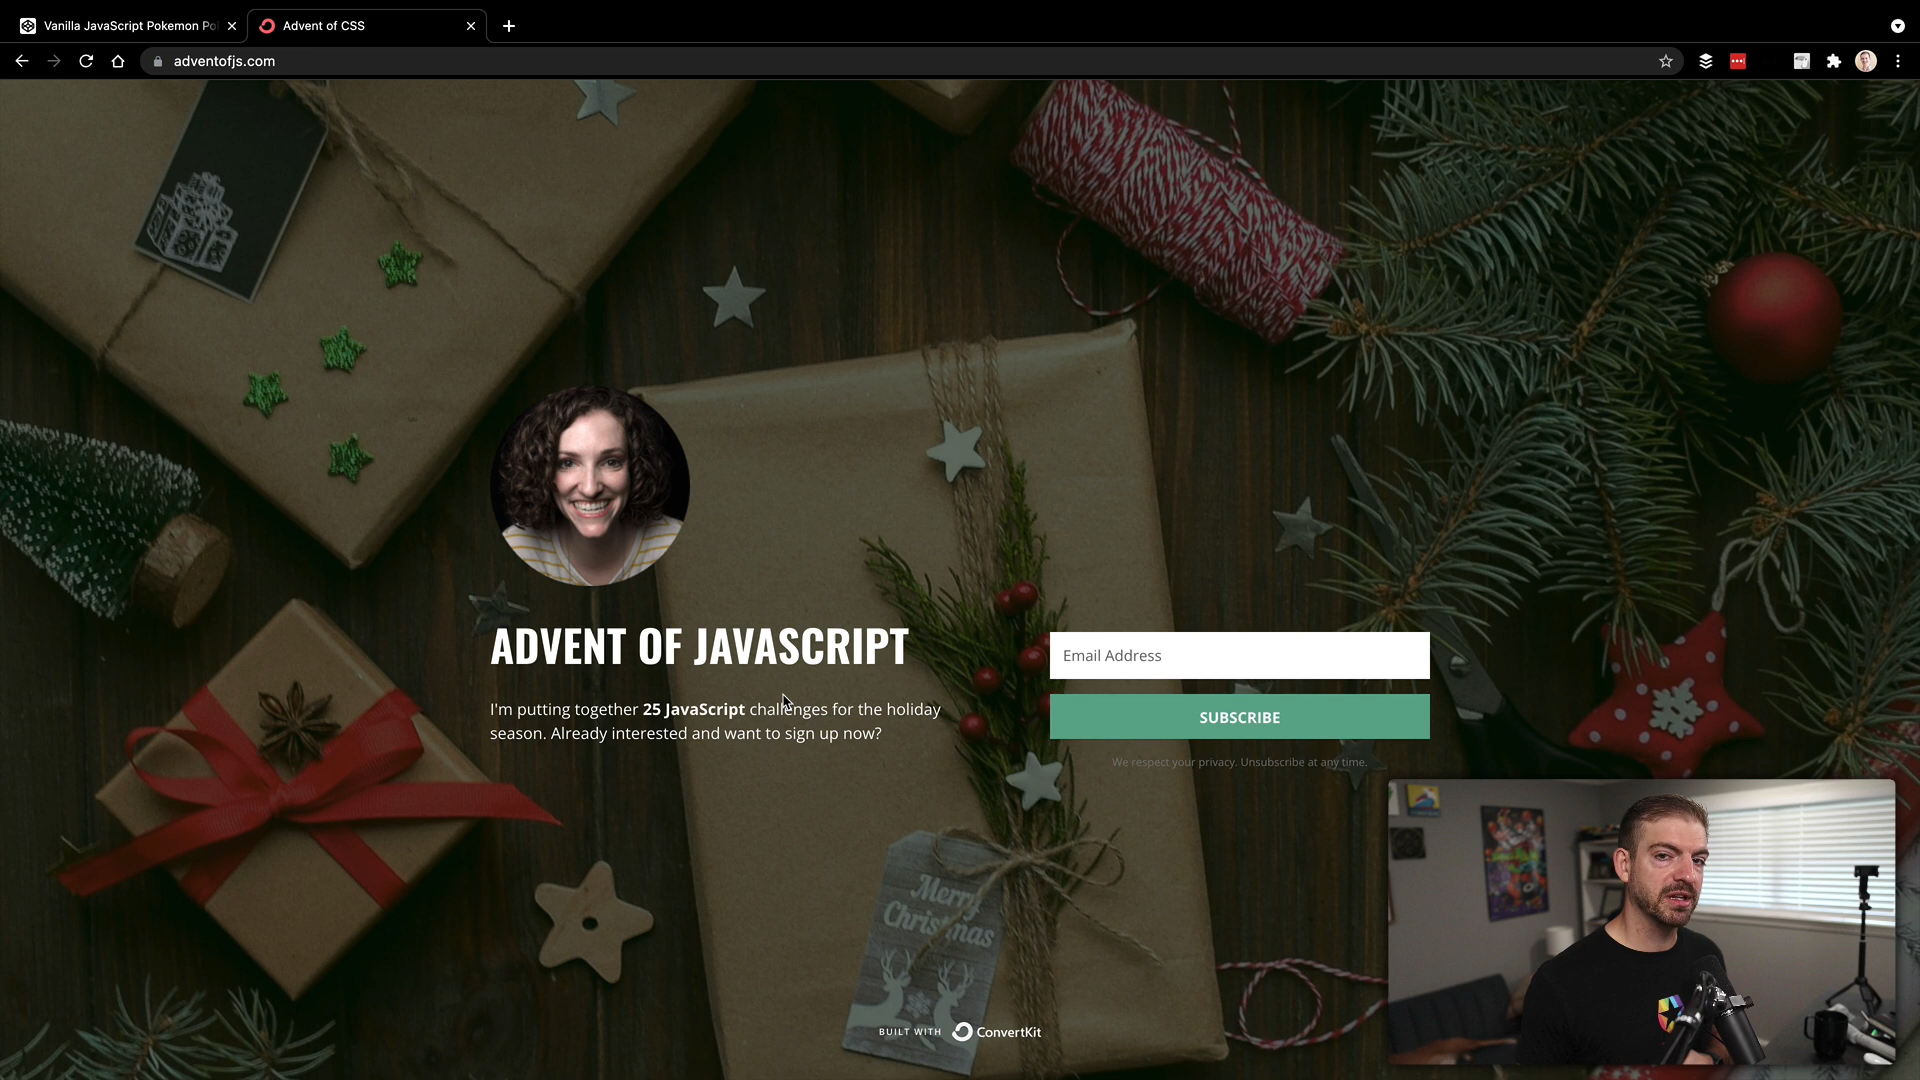 Vanilla JavaScript Pokemon Po
Advent of CSS
adventofjs.com
ADVENT OF JAVASCRIPT
I'm putting together 25 JavaScript challenges for the holiday
season. Already interested and want to sign up now?
Email Address
SUBSCRIBE
We respect your privacy. Unsubscribe at any time.
Merry
Christmas
BUILT WITH ConvertKit